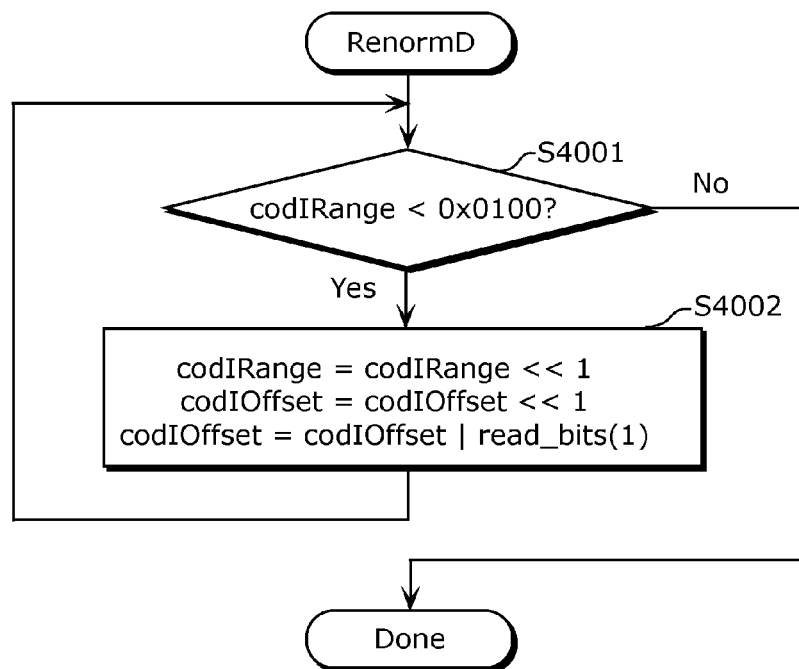 RenormD
S4001
codIRange < 0x0100?
No
Yes
S4002
codIRange = codIRange << 1
codIOffset = codIOffset << 1
codIOffset = codIOffset | read_bits(1)
Done